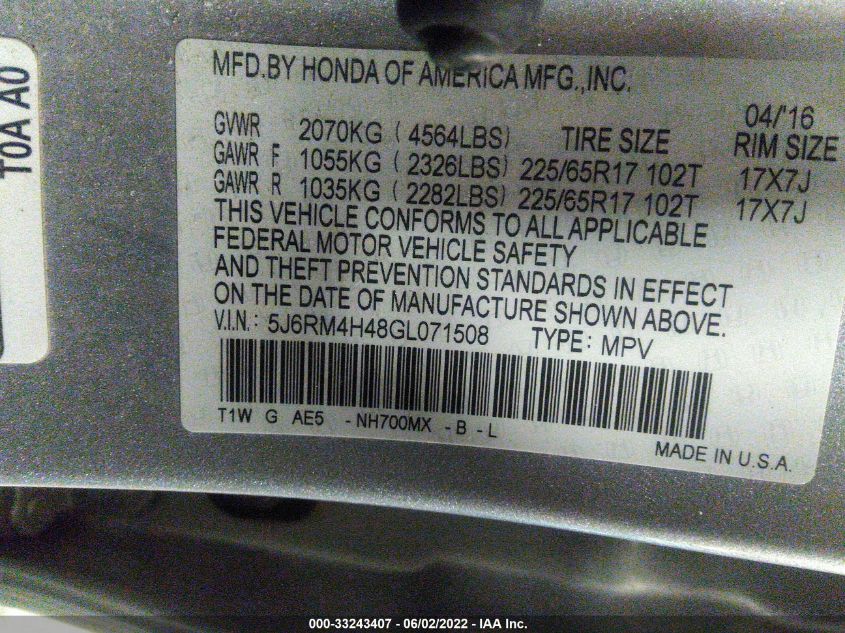 T0A A0
MFD.BY HONDA OF AMERICA MFG.,INC.
04/'16
GVWR 2070KG (4564LBS) TIRE SIZE RIM SIZE
GAWR F 1055KG (2326LBS) 225/65R17 102T 17X7J
GAWR R 1035KG (2282LBS) 225/65R17 102T 17X7J
THIS VEHICLE CONFORMS TO ALL APPLICABLE
FEDERAL MOTOR VEHICLE SAFETY
AND THEFT PREVENTION STANDARDS IN EFFECT
ON THE DATE OF MANUFACTURE SHOWN ABOVE.
V.I.N.: 5J6RM4H48GL071508 TYPE: MPV
T1W G AE5 -NH700MX -B -L
MADE IN U.S.A.
000-33243407 - 06/02/2022 - IAA Inc.